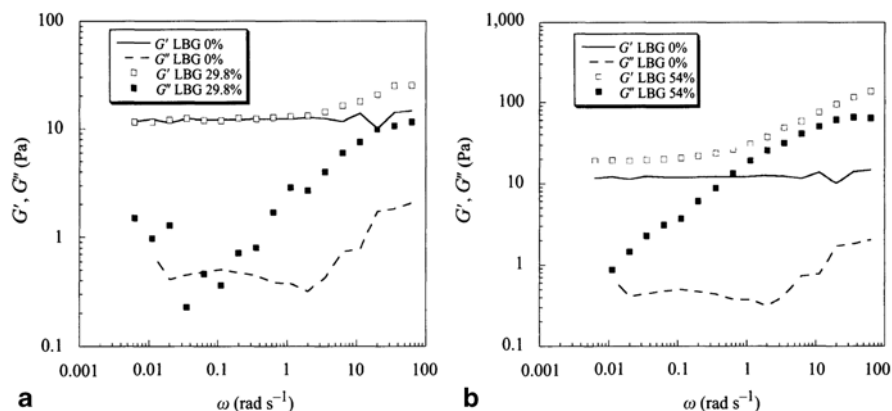 100
10
1
0.1
G', G" (Pa)
G' LBG 0%
G" LBG 0%
G' LBG 29.8%
G" LBG 29.8%
0.001 0.01 0.1 1 10 100
ω (rad s⁻¹)
a
1,000
100
10
1
0.1
G', G" (Pa)
G' LBG 0%
G" LBG 0%
G' LBG 54%
G" LBG 54%
0.001 0.01 0.1 1 10 100
ω (rad s⁻¹)
b